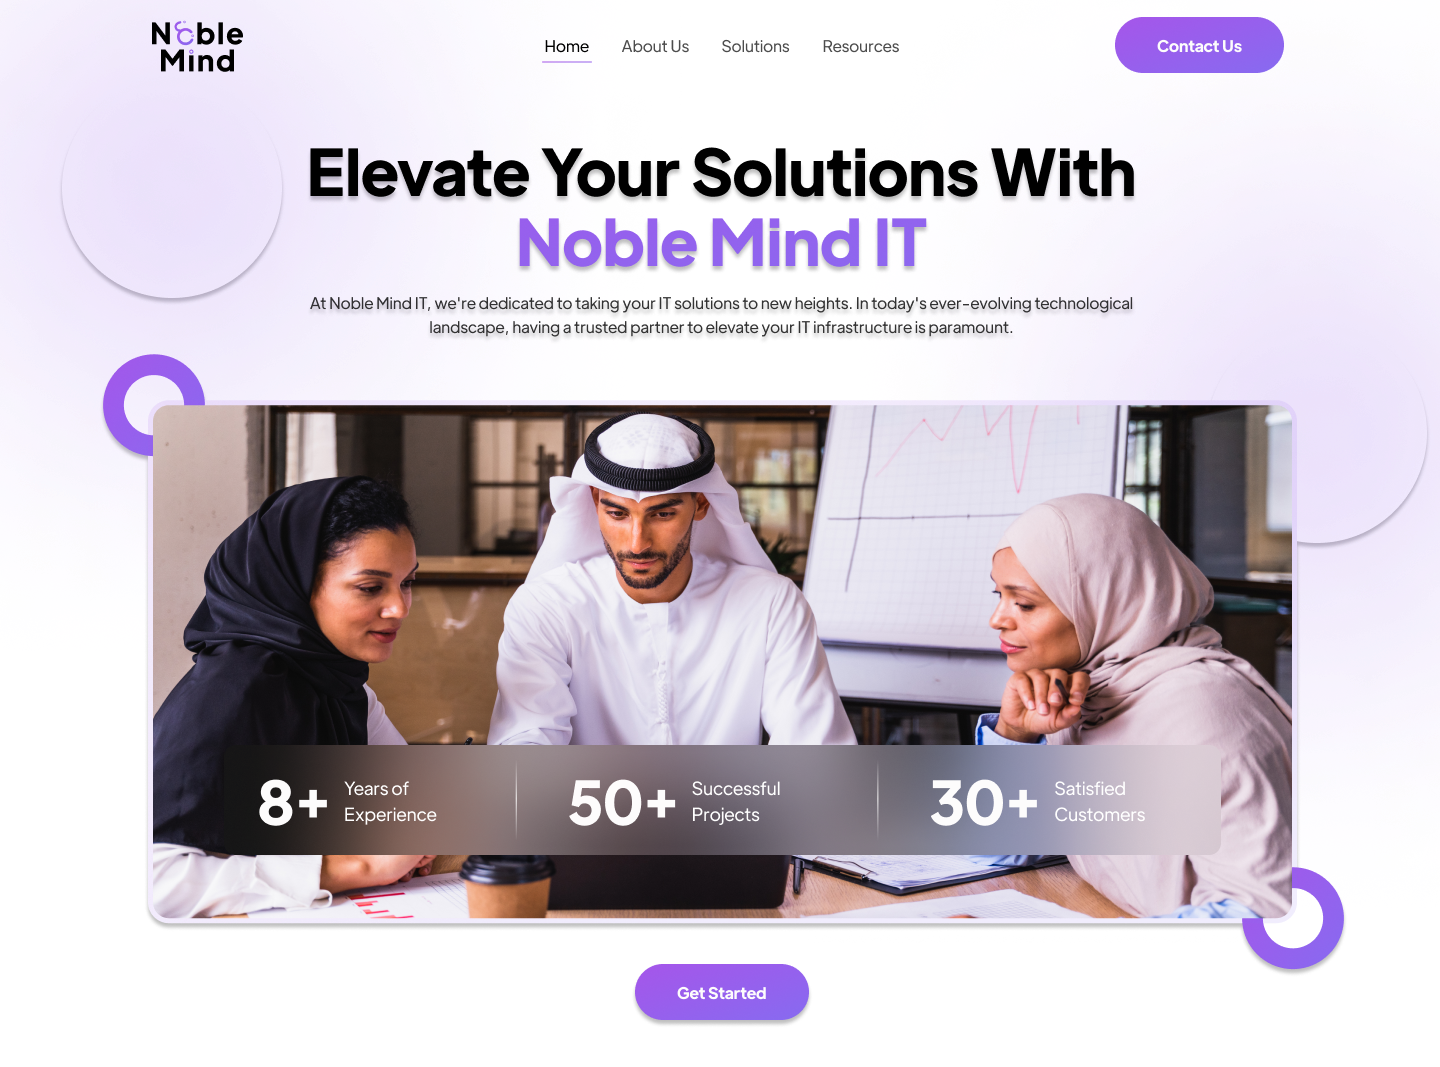 Noble
Mind
Home
About Us
Solutions
Resources
Contact Us
Elevate Your Solutions With
Noble Mind IT
At Noble Mind IT, we're dedicated to taking your IT solutions to new heights. In today's ever-evolving technological
landscape, having a trusted partner to elevate your IT infrastructure is paramount.
8+
Years of
Experience
50+
Successful
Projects
30+
Satisfied
Customers
Get Started